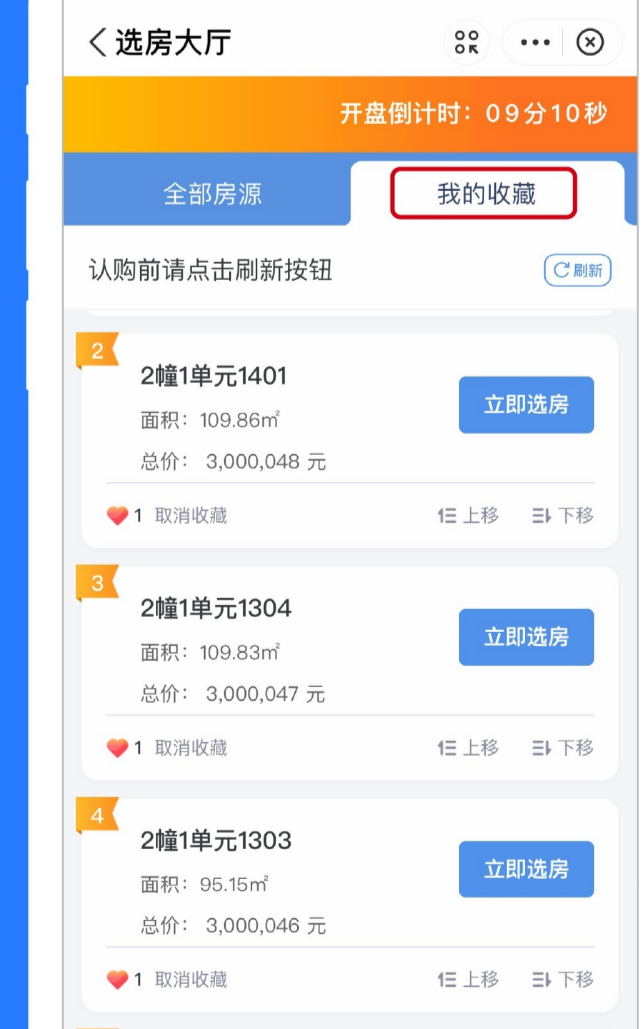 选房大厅
开盘倒计时：09分10秒
全部房源 我的收藏
认购前请点击刷新按钮 刷新
2
2幢1单元1401
立即选房
面积：109.86㎡
总价： 3,000,048 元
1 取消收藏 上移 下移
3
2幢1单元1304
立即选房
面积：109.83㎡
总价： 3,000,047 元
1 取消收藏 上移 下移
4
2幢1单元1303
立即选房
面积：95.15㎡
总价： 3,000,046 元
1 取消收藏 上移 下移